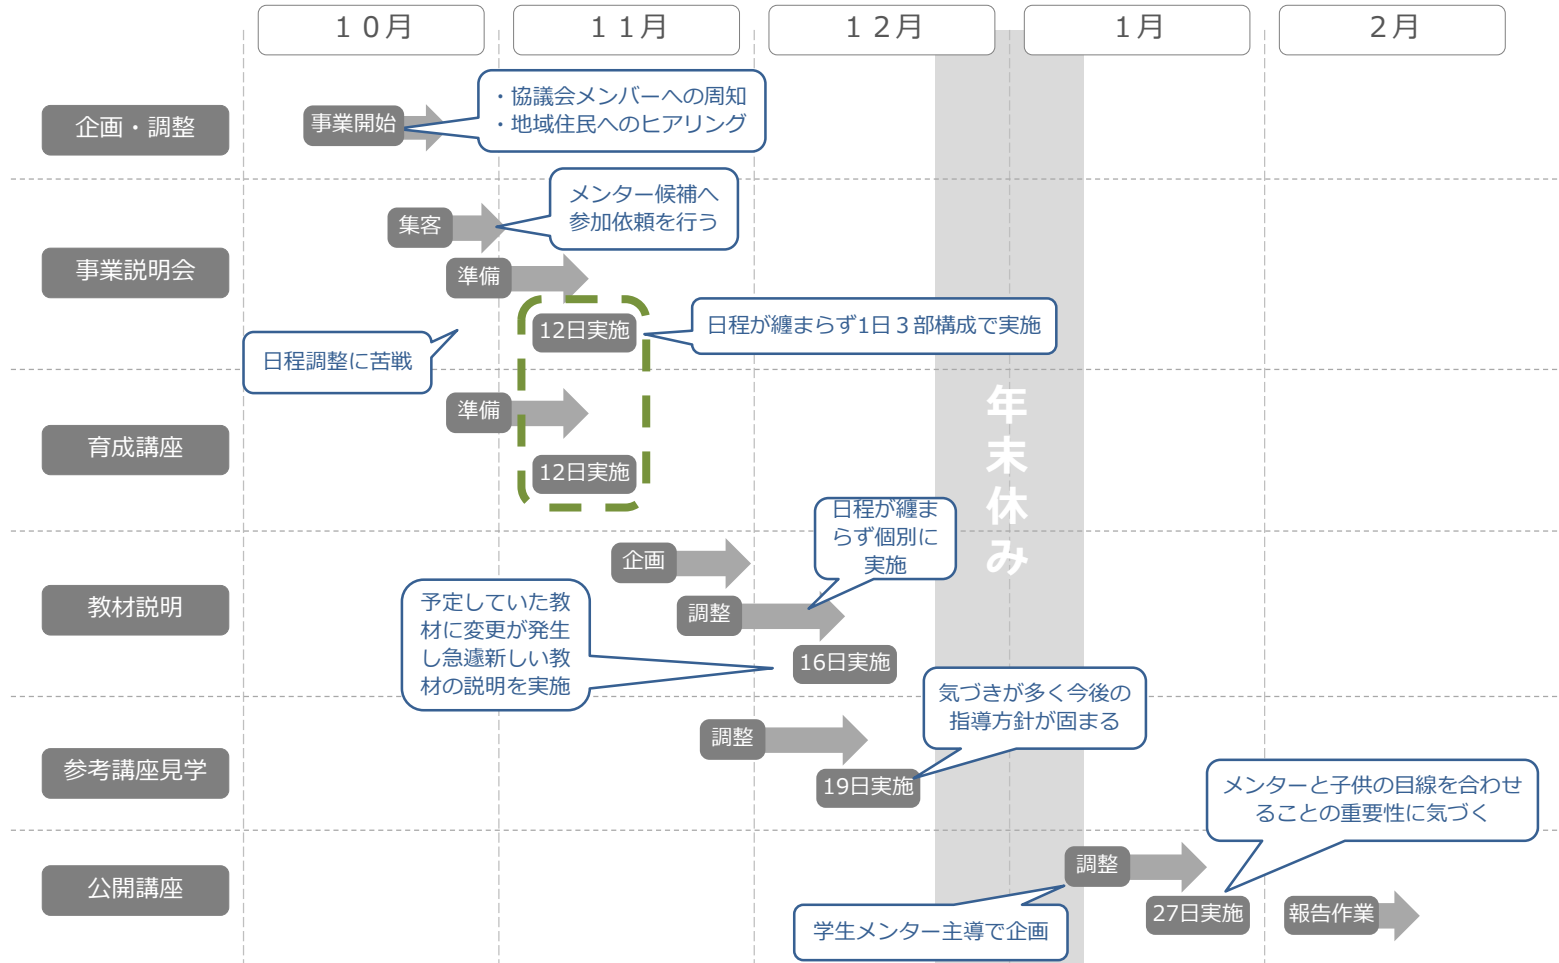 １０月
１１月
１２月
１月
２月
企画・調整
事業開始
・協議会メンバーへの周知
・地域住民へのヒアリング
事業説明会
集客
メンター候補へ
参加依頼を行う
準備
12日実施
日程が纏まらず1日３部構成で実施
日程調整に苦戦
育成講座
準備
12日実施
年
末
休
み
教材説明
企画
日程が纏ま
らず個別に
実施
調整
予定していた教
材に変更が発生
し急遽新しい教
材の説明を実施
16日実施
参考講座見学
調整
気づきが多く今後の
指導方針が固まる
19日実施
公開講座
メンターと子供の目線を合わせ
ることの重要性に気づく
調整
27日実施
報告作業
学生メンター主導で企画